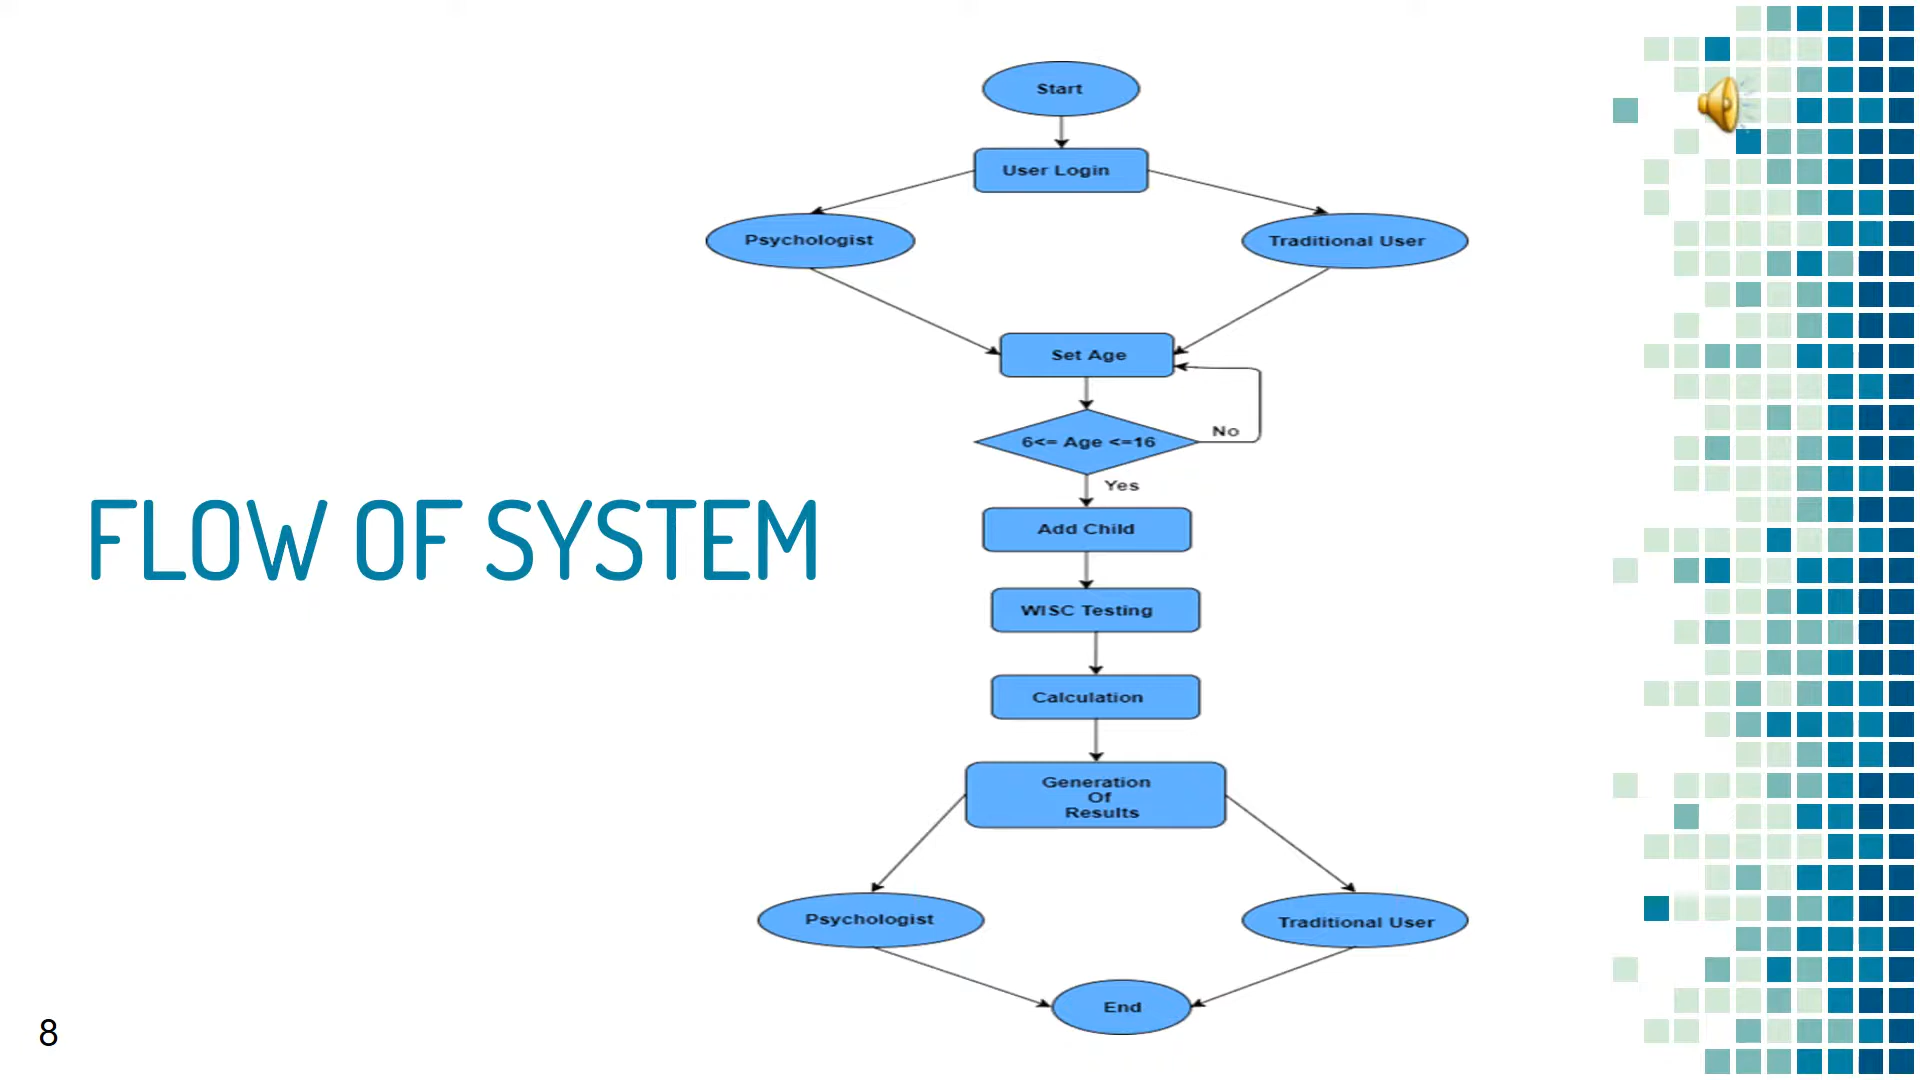 Start
User Login
Psychologist
Traditional User
Set Age
6<= Age <=16
No
Yes
FLOW OF SYSTEM
Add Child
WISC Testing
Calculation
Generation
Of
Results
Psychologist
Traditional User
End
8